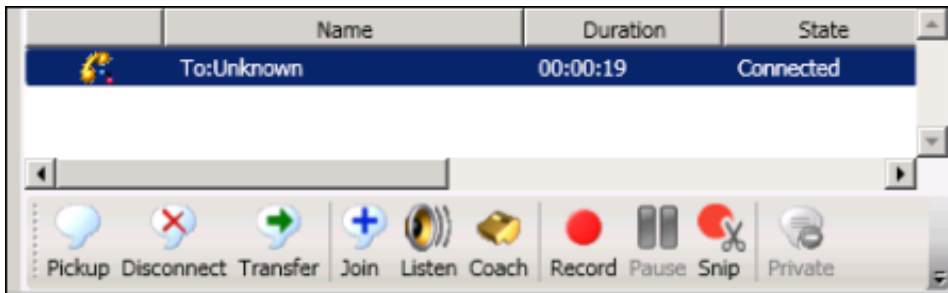 Name Duration State
To:Unknown 00:00:19 Connected
Pickup Disconnect Transfer Join Listen Coach Record Pause Snip Private